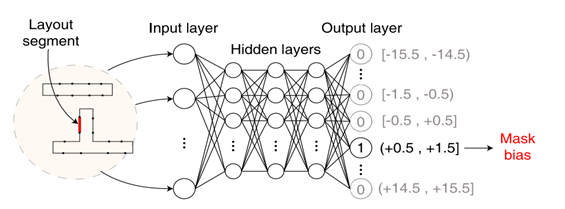 Layout
segment
Input layer
Hidden layers
Output layer
0 [-15.5 , -14.5)
0 [-1.5 , -0.5)
0 [-0.5 , +0.5]
1 (+0.5 , +1.5]
0 (+14.5 , +15.5]
Mask
bias